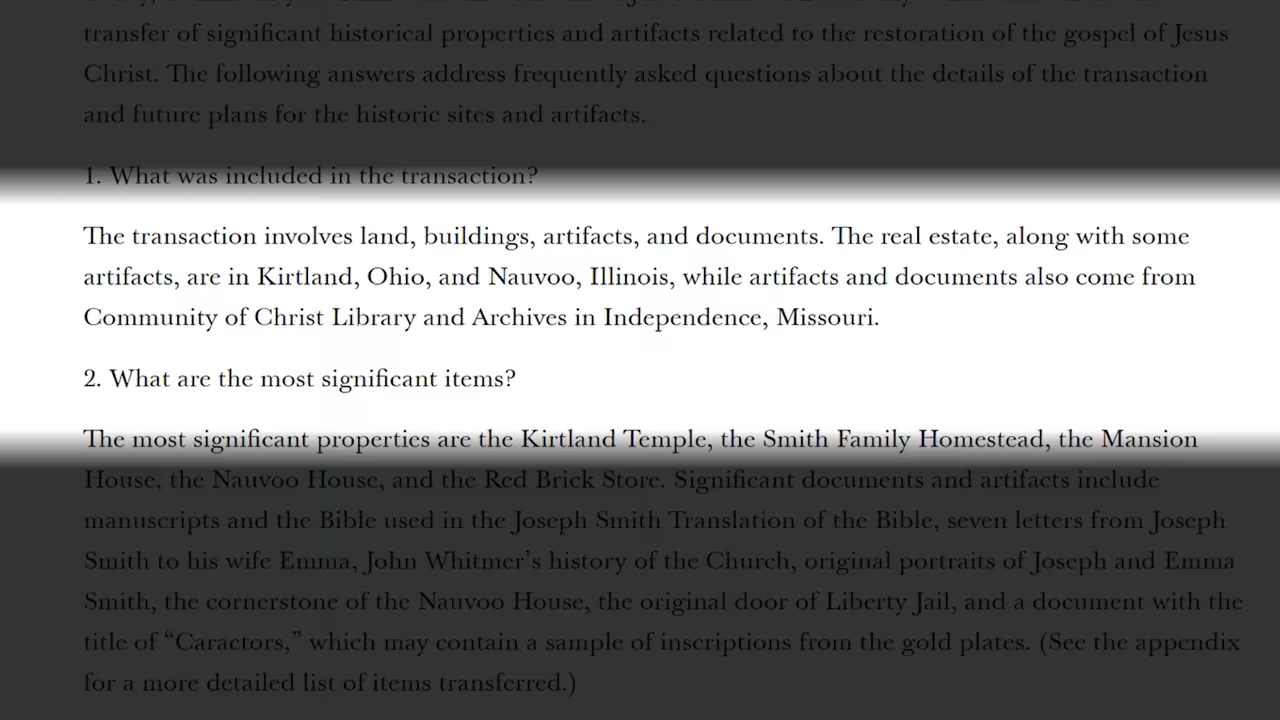 transfer of significant historical properties and artifacts related to the restoration of the gospel of Jesus
Christ. The following answers address frequently asked questions about the details of the transaction
and future plans for the historic sites and artifacts.
1. What was included in the transaction?
The transaction involves land, buildings, artifacts, and documents. The real estate, along with some
artifacts, are in Kirtland, Ohio, and Nauvoo, Illinois, while artifacts and documents also come from
Community of Christ Library and Archives in Independence, Missouri.
2. What are the most significant items?
The most significant properties are the Kirtland Temple, the Smith Family Homestead, the Mansion
House, the Nauvoo House, and the Red Brick Store. Significant documents and artifacts include
manuscripts and the Bible used in the Joseph Smith Translation of the Bible, seven letters from Joseph
Smith to his wife Emma, John Whitmer’s history of the Church, original portraits of Joseph and Emma
Smith, the cornerstone of the Nauvoo House, the original door of Liberty Jail, and a document with the
title of “Caractors,” which may contain a sample of inscriptions from the gold plates. (See the appendix
for a more detailed list of items transferred.)